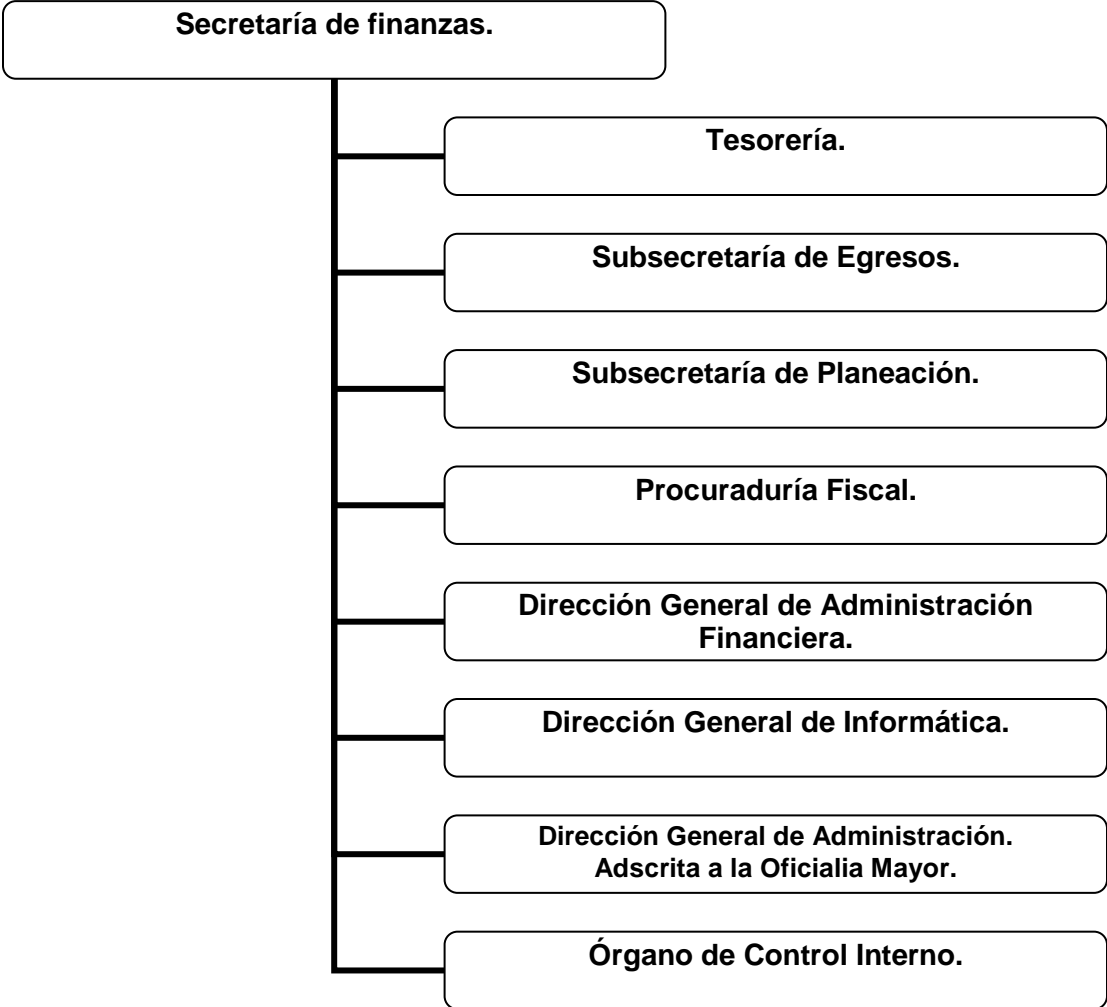 Secretaría de finanzas.
Tesorería.
Subsecretaría de Egresos.
Subsecretaría de Planeación.
Procuraduría Fiscal.
Dirección General de Administración
Financiera.
Dirección General de Informática.
Dirección General de Administración.
Adscrita a la Oficialia Mayor.
Órgano de Control Interno.